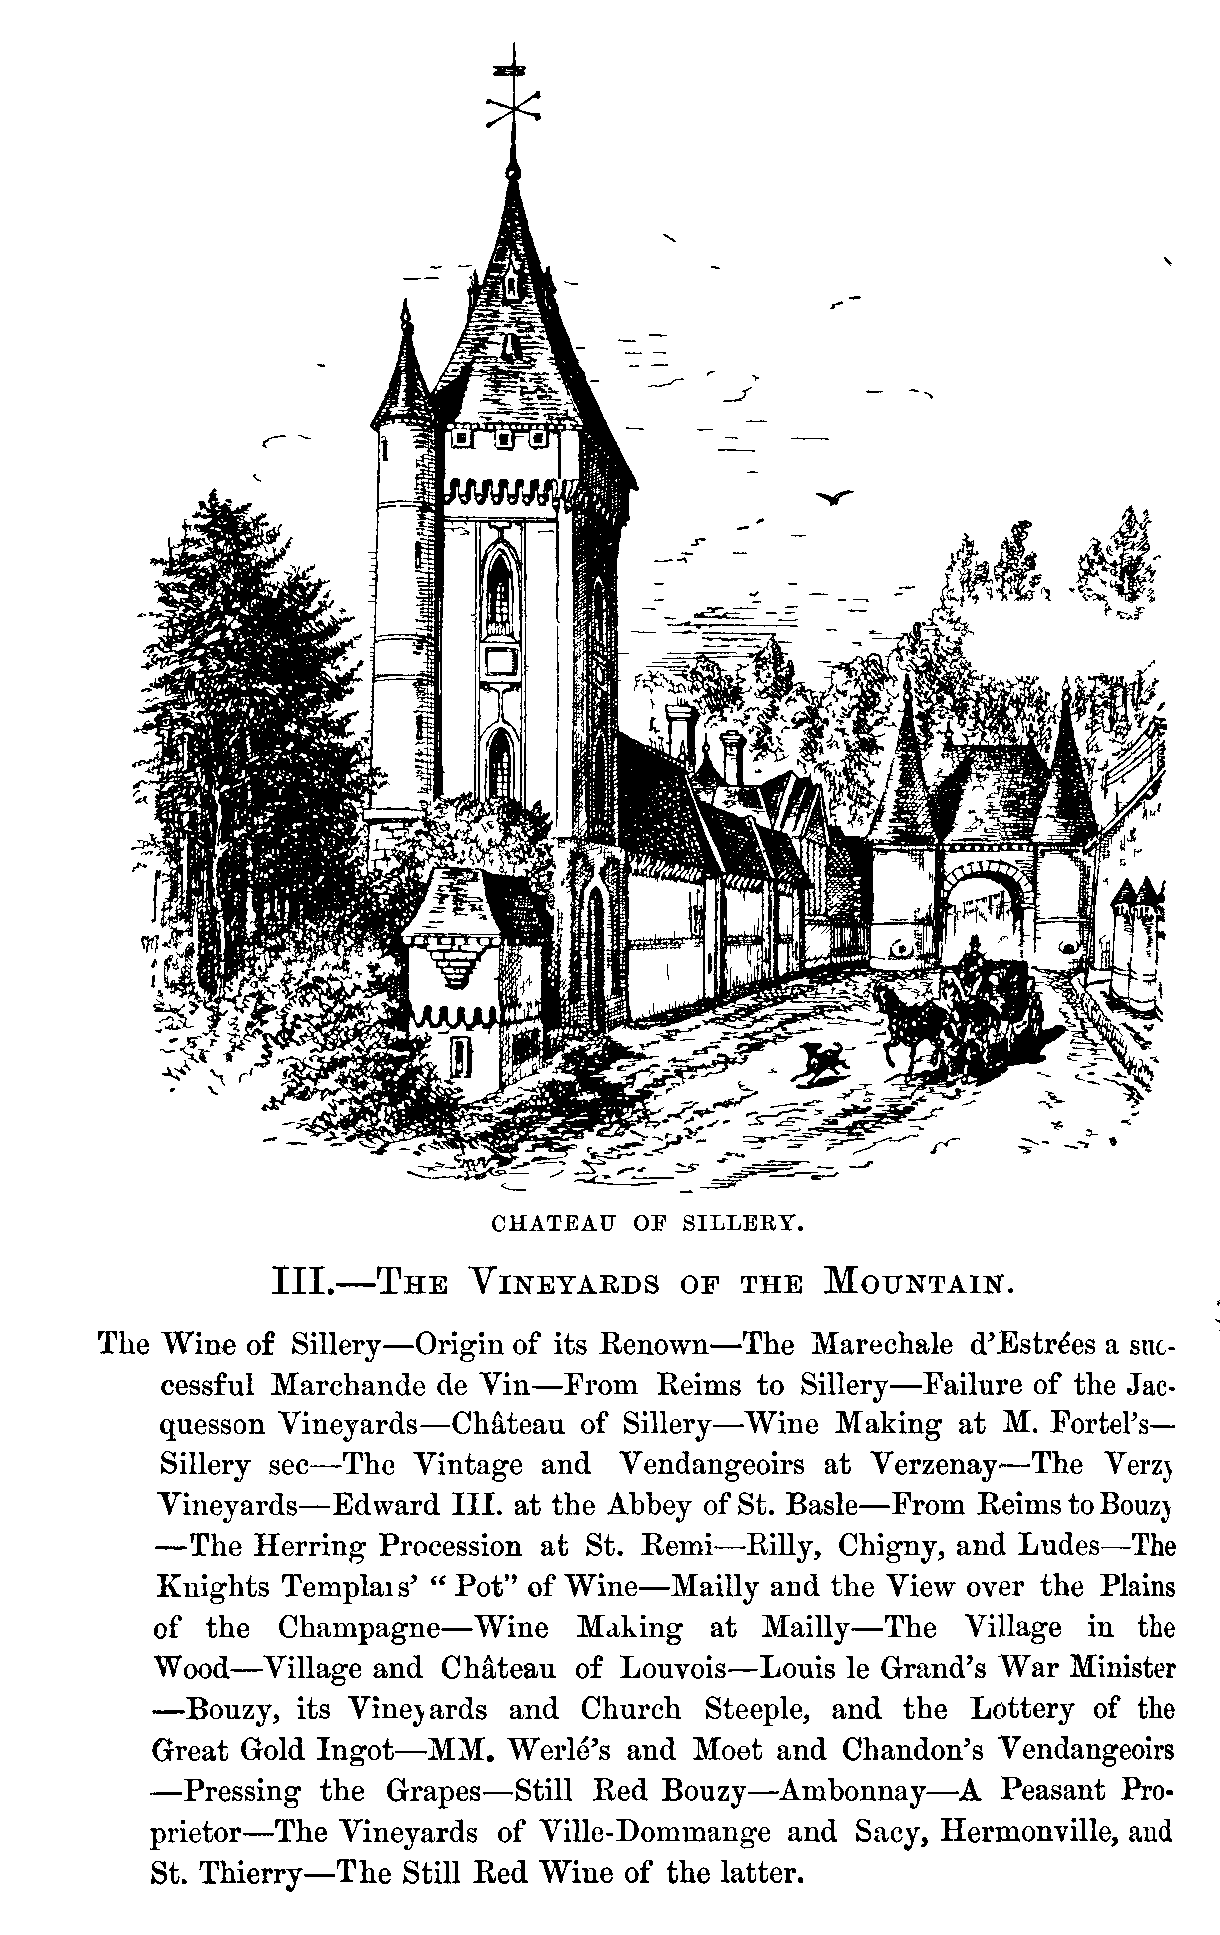 CHATEAU OF SILLERY.
III.—THE VINEYARDS OF THE MOUNTAIN.
The Wine of Sillery—Origin of its Renown—The Marechale d'Estrées a suc-
cessful Marchande de Vin—From Reims to Sillery—Failure of the Jac-
quesson Vineyards—Château of Sillery—Wine Making at M. Fortel's—
Sillery sec—The Vintage and Vendangeoirs at Verzenay—The Verzy
Vineyards—Edward III. at the Abbey of St. Basle—From Reims to Bouzy
—The Herring Procession at St. Remi—Rilly, Chigny, and Ludes—The
Knights Templars' "Pot" of Wine—Mailly and the View over the Plains
of the Champagne—Wine Making at Mailly—The Village in the
Wood—Village and Château of Louvois—Louis le Grand's War Minister
—Bouzy, its Vineyards and Church Steeple, and the Lottery of the
Great Gold Ingot—MM. Werlé's and Moet and Chandon's Vendangeoirs
—Pressing the Grapes—Still Red Bouzy—Ambonnay—A Peasant Pro-
prietor—The Vineyards of Ville-Dommange and Sacy, Hermonville, and
St. Thierry—The Still Red Wine of the latter.